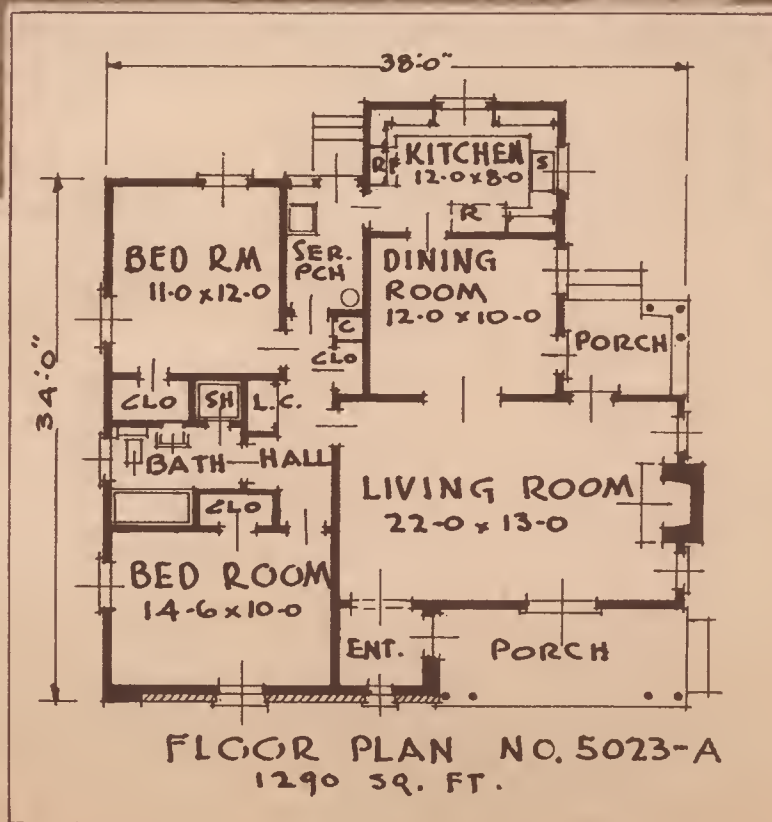 38'-0"
KITCHEN
12-0 x 8-0
R
F
S
R
BED RM
11-0 x 12-0
SER.
PCH
DINING
ROOM
12-0 x 10-0
PORCH
C
CLO
34'-0"
CLO
SH
L.C.
BATH
HALL
LIVING ROOM
22-0 x 13-0
CLO
BED ROOM
14-6 x 10-0
ENT.
PORCH
FLOOR PLAN NO. 5023-A
1290 SQ. FT.